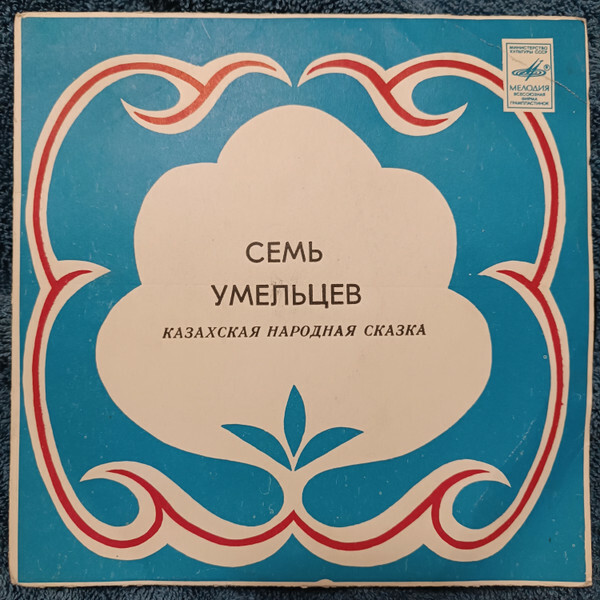 МИНИСТЕРСТВО
КУЛЬТУРЫ СССР
МЕЛОДИЯ
ВСЕСОЮЗНАЯ
ФИРМА
ГРАМПЛАСТИНОК
СЕМЬ
УМЕЛЬЦЕВ
КАЗАХСКАЯ НАРОДНАЯ СКАЗКА